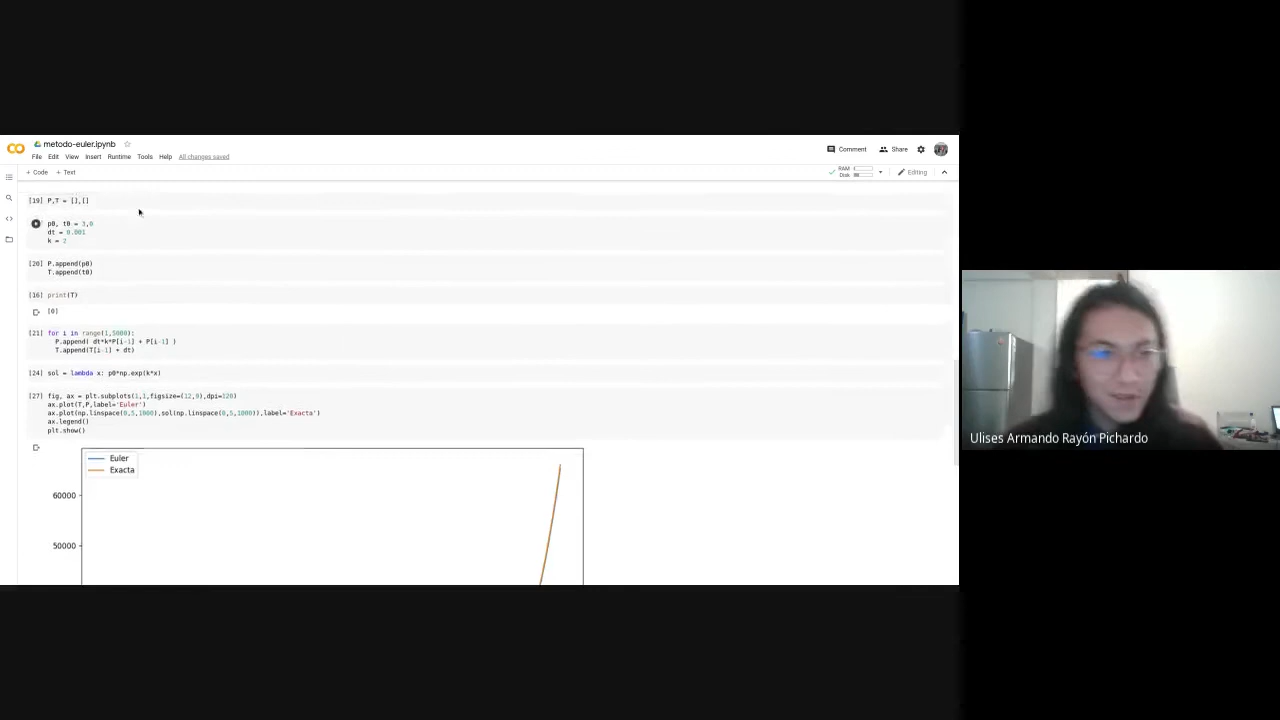 metodo-euler.ipynb
File Edit View Insert Runtime Tools Help All changes saved
Comment Share
+ Code + Text
RAM
Disk
Editing
[19] P,T = [],[]
p0, t0 = 3,0
dt = 0.001
k = 2
[20] P.append(p0)
T.append(t0)
[16] print(T)
[0]
[21] for i in range(1,5000):
P.append( dt*k*P[i-1] + P[i-1] )
T.append(T[i-1] + dt)
[24] sol = lambda x: p0*np.exp(k*x)
[27] fig, ax = plt.subplots(1,1,figsize=(12,9),dpi=120)
ax.plot(T,P,label='Euler')
ax.plot(np.linspace(0,5,1000),sol(np.linspace(0,5,1000)),label='Exacta')
ax.legend()
plt.show()
Euler
Exacta
60000
50000
Ulises Armando Rayón Pichardo